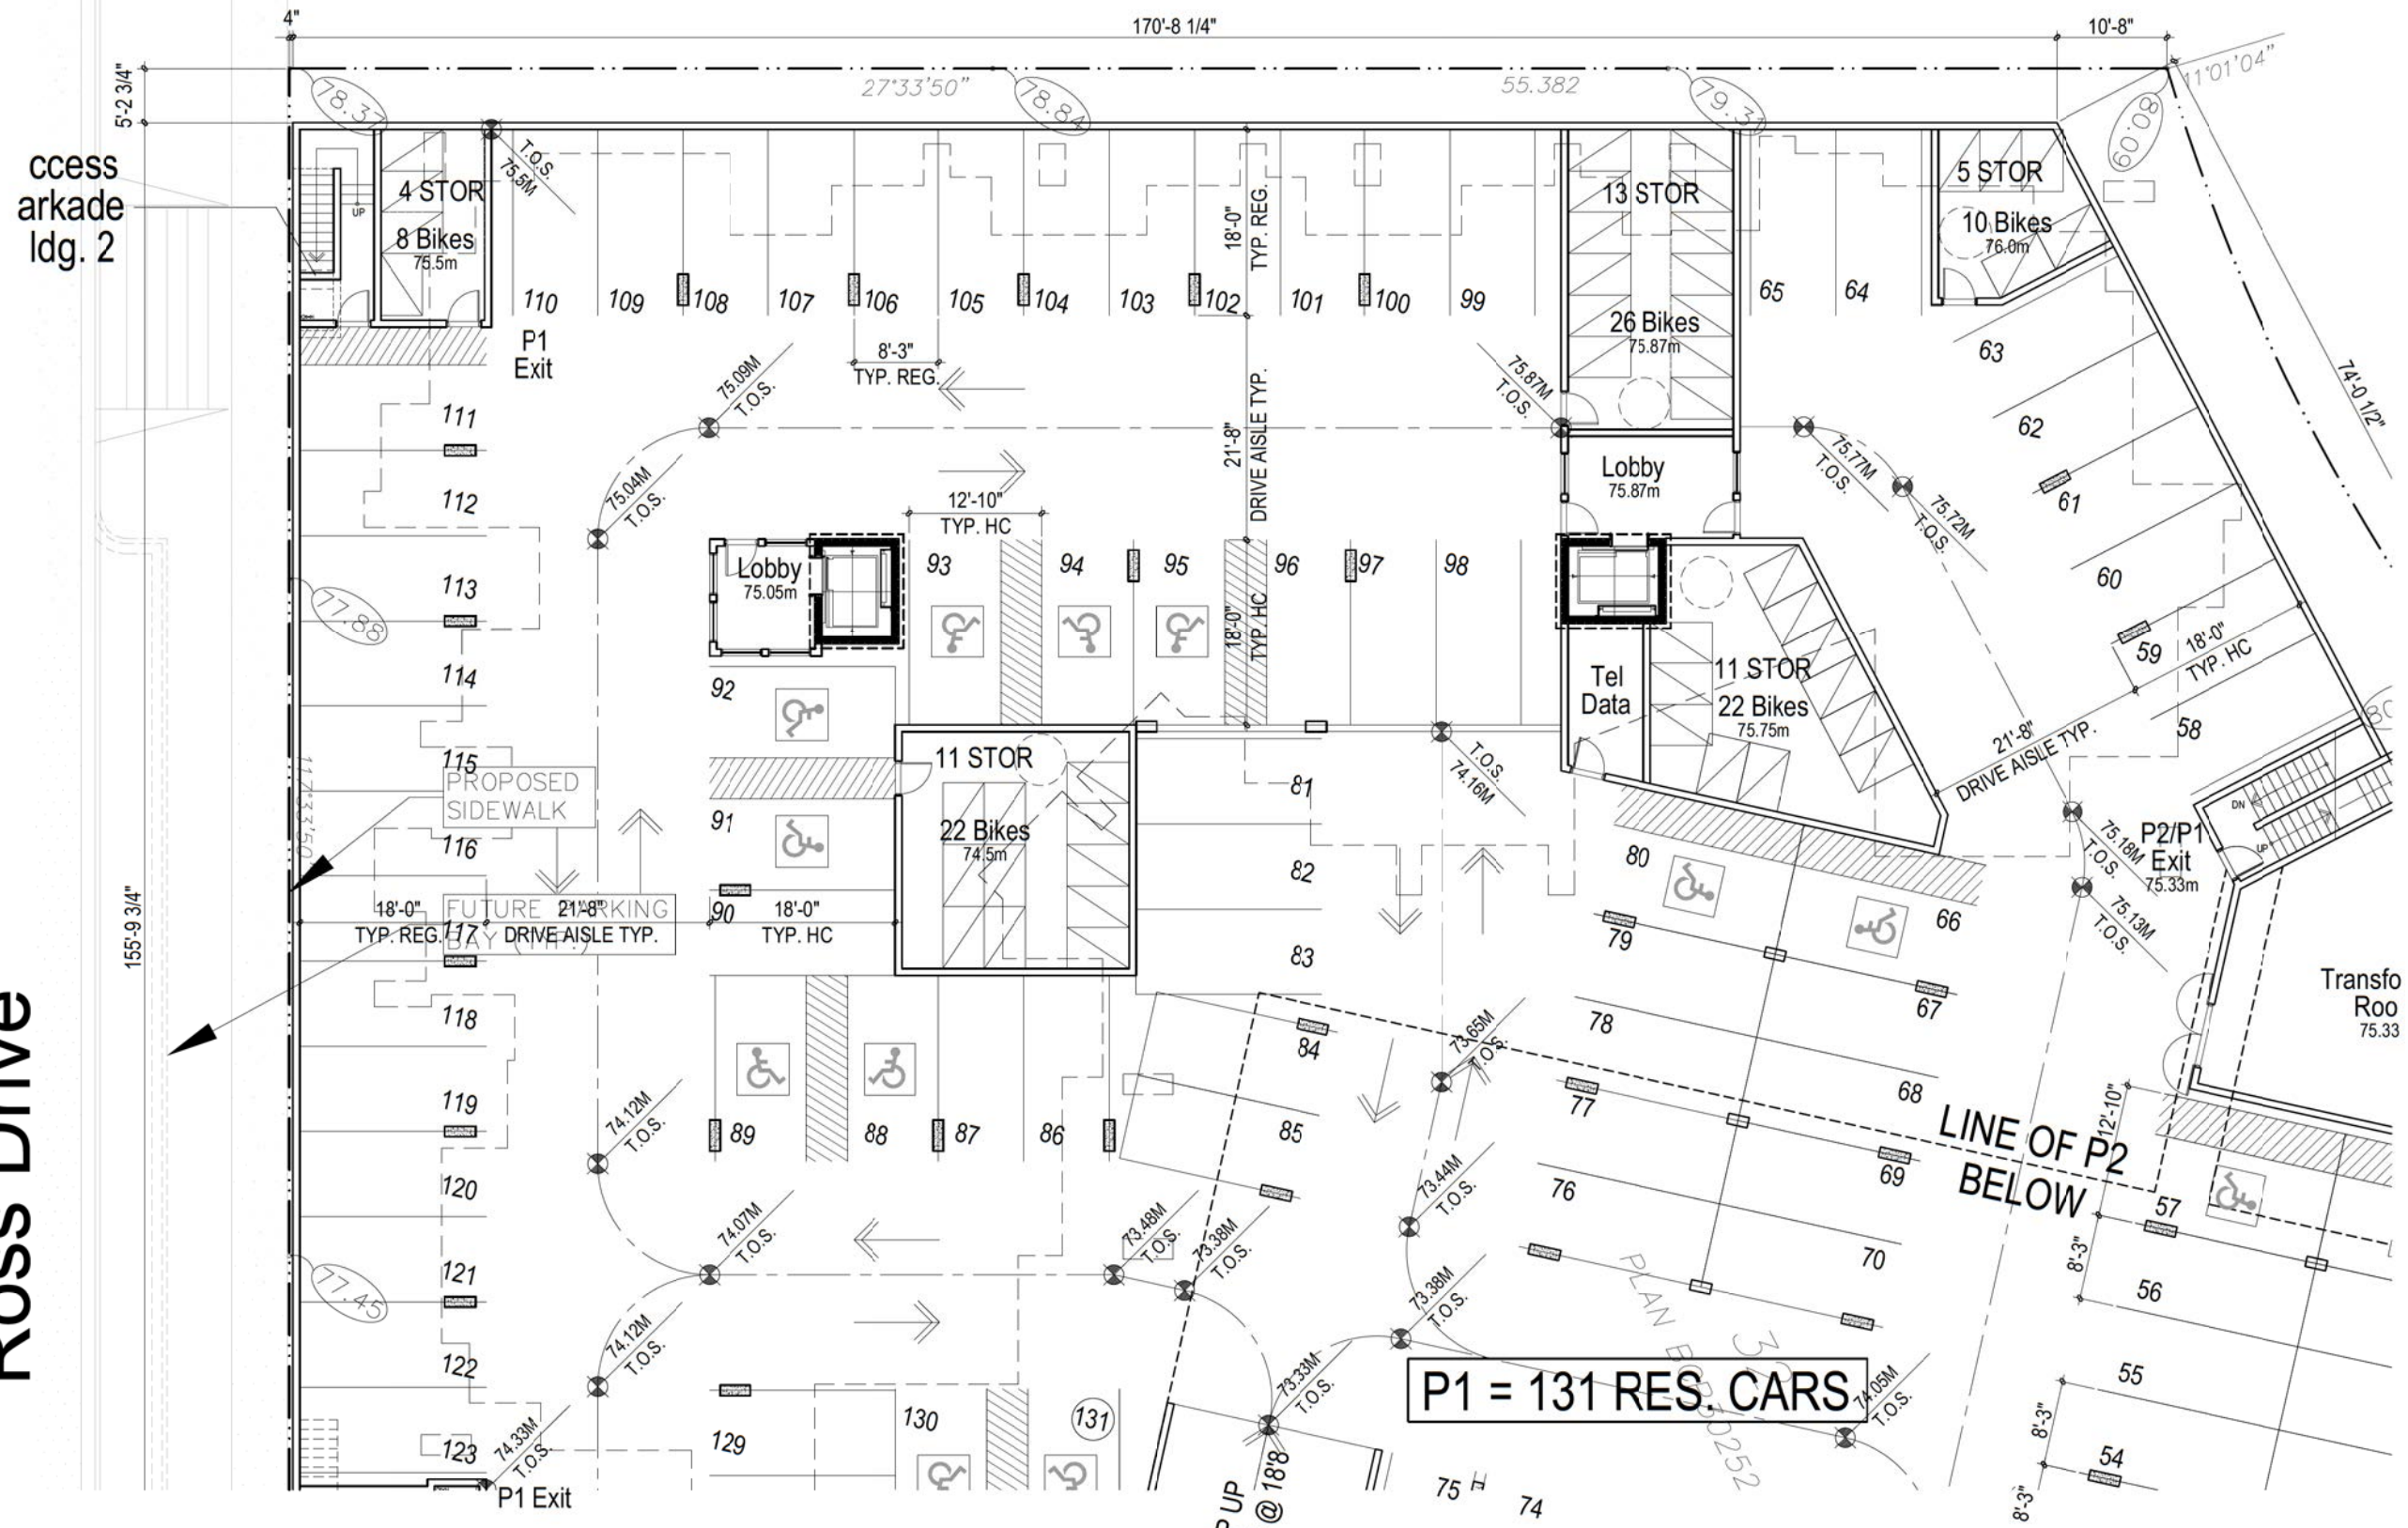 4"
170'-8 1/4"
10'-8"
5'-2 3/4"
27°33'50"
55.382
11°01'04"
78.37
78.84
79.31
60.08
ccess
arkade
ldg. 2
UP
4 STOR
8 Bikes
75.5m
T.O.S.
75.5M
13 STOR
26 Bikes
75.87m
5 STOR
10 Bikes
76.0m
18'-0"
TYP. REG.
110
109
108
107
106
105
104
103
102
101
100
99
65
64
63
62
61
60
59
58
P1
Exit
8'-3"
TYP. REG.
75.09M
T.O.S.
75.87M
T.O.S.
21'-8"
DRIVE AISLE TYP.
74'-0 1/2"
111
112
113
114
115
116
117
118
119
120
121
122
123
75.04M
T.O.S.
12'-10"
TYP. HC
Lobby
75.87m
75.77M
T.O.S.
75.72M
T.O.S.
Lobby
75.05m
93
94
95
96
97
98
18'-0"
TYP. HC
77.88
92
91
90
11 STOR
22 Bikes
74.5m
Tel
Data
11 STOR
22 Bikes
75.75m
18'-0"
TYP. HC
21'-8"
DRIVE AISLE TYP.
T.O.S.
74.16M
81
82
83
84
85
PROPOSED
SIDEWALK
FUTURE PARKING
BAY
18'-0"
TYP. REG.
21'-8"
DRIVE AISLE TYP.
18'-0"
TYP. HC
155'-9 3/4"
Ross Drive
80
79
78
77
76
66
67
68
69
70
DN
UP
P2/P1
Exit
75.33m
75.18M
T.O.S.
75.13M
T.O.S.
Transfo
Roo
75.33
73.65M
T.O.S.
LINE OF P2
BELOW
12'-10"
8'-3"
57
56
55
54
8'-3"
8'-3"
74.12M
T.O.S.
89
88
87
86
74.07M
T.O.S.
73.48M
T.O.S.
73.38M
T.O.S.
73.44M
T.O.S.
73.38M
T.O.S.
77.45
74.12M
T.O.S.
73.33M
T.O.S.
P1 = 131 RES. CARS
74.05M
T.O.S.
74.33M
T.O.S.
129
130
131
P1 Exit
UP
@ 18'8
75
74